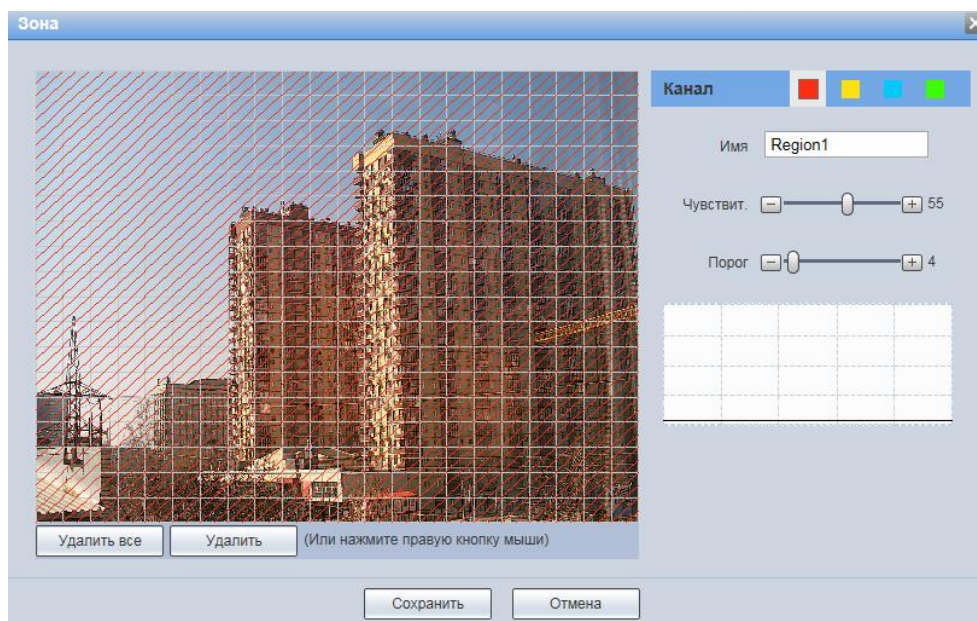 Зона
Канал
Имя Region1
Чувствит. 55
Порог 4
Удалить все Удалить (Или нажмите правую кнопку мыши)
Сохранить Отмена